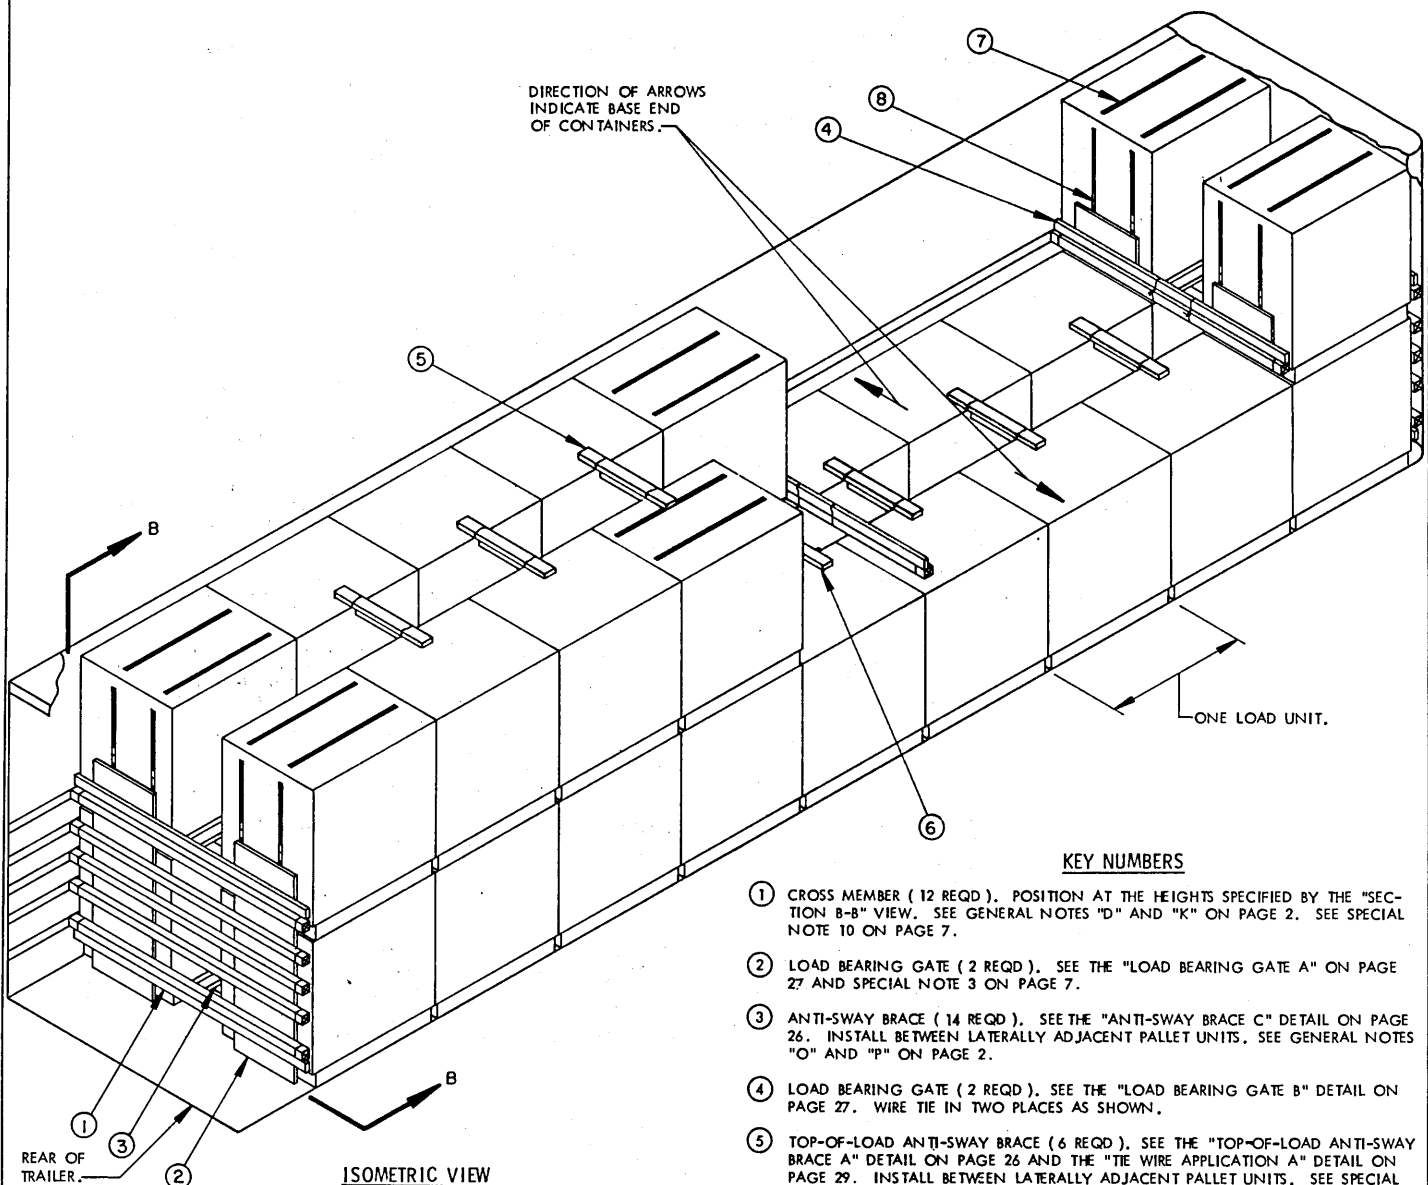 7
8
4
DIRECTION OF ARROWS
INDICATE BASE END
OF CONTAINERS.
5
B
ONE LOAD UNIT.
6
B
1
3
2
REAR OF
TRAILER.
ISOMETRIC VIEW
KEY NUMBERS
1 CROSS MEMBER (12 REQD). POSITION AT THE HEIGHTS SPECIFIED BY THE "SEC-
TION B-B" VIEW. SEE GENERAL NOTES "D" AND "K" ON PAGE 2. SEE SPECIAL
NOTE 10 ON PAGE 7.
2 LOAD BEARING GATE (2 REQD). SEE THE "LOAD BEARING GATE A" ON PAGE
27 AND SPECIAL NOTE 3 ON PAGE 7.
3 ANTI-SWAY BRACE (14 REQD). SEE THE "ANTI-SWAY BRACE C" DETAIL ON PAGE
26. INSTALL BETWEEN LATERALLY ADJACENT PALLET UNITS. SEE GENERAL NOTES
"O" AND "P" ON PAGE 2.
4 LOAD BEARING GATE (2 REQD). SEE THE "LOAD BEARING GATE B" DETAIL ON
PAGE 27. WIRE TIE IN TWO PLACES AS SHOWN.
5 TOP-OF-LOAD ANTI-SWAY BRACE (6 REQD). SEE THE "TOP-OF-LOAD ANTI-SWAY
BRACE A" DETAIL ON PAGE 26 AND THE "TIE WIRE APPLICATION A" DETAIL ON
PAGE 29. INSTALL BETWEEN LATERALLY ADJACENT PALLET UNITS. SEE SPECIAL